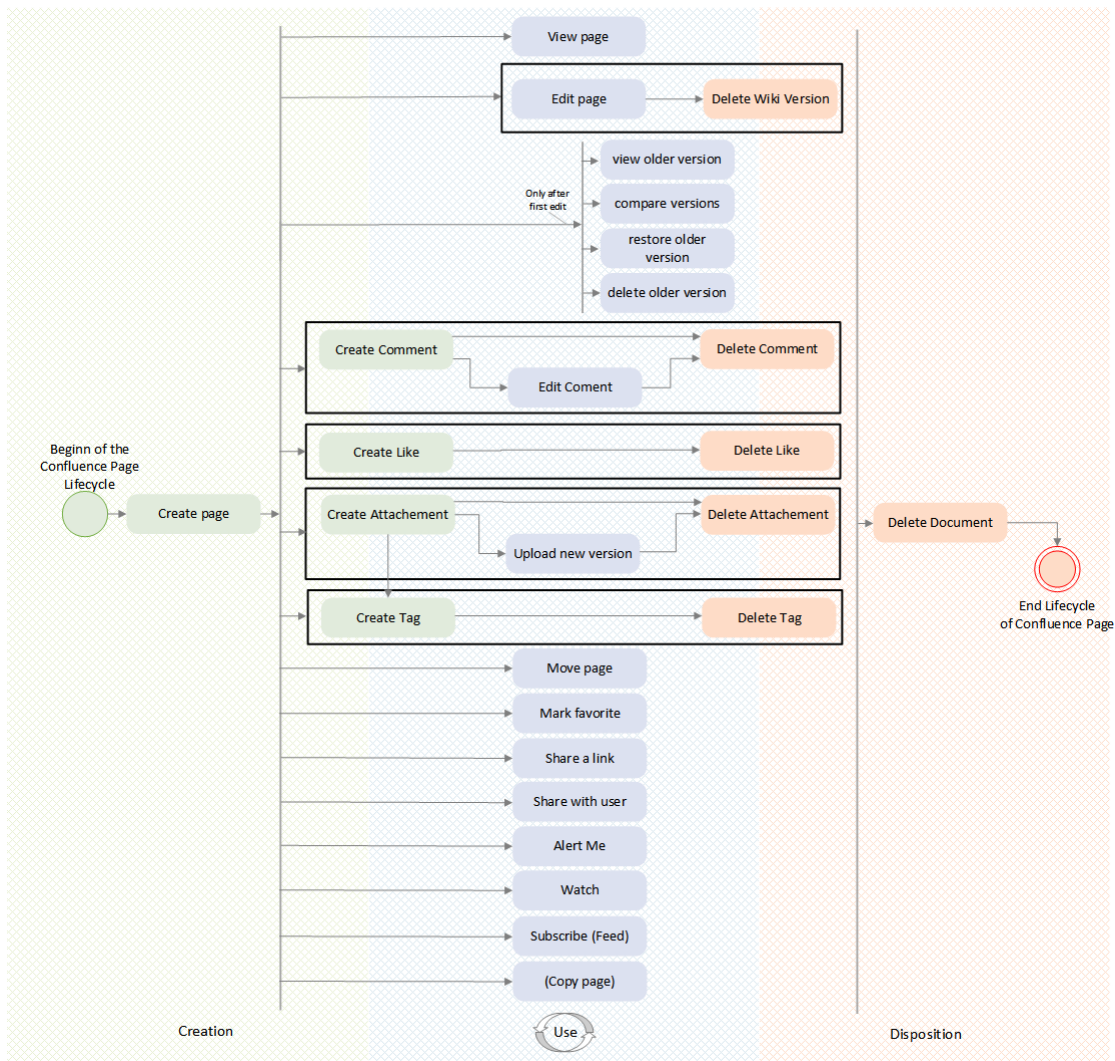 View page
Edit page
Delete Wiki Version
view older version
Only after
first edit
compare versions
restore older
version
delete older version
Create Comment
Delete Comment
Edit Coment
Beginn of the
Confluence Page
Lifecycle
Create Like
Delete Like
Create page
Create Attachement
Delete Attachement
Upload new version
Delete Document
End Lifecycle
of Confluence Page
Create Tag
Delete Tag
Move page
Mark favorite
Share a link
Share with user
Alert Me
Watch
Subscribe (Feed)
(Copy page)
Creation
Use
Disposition